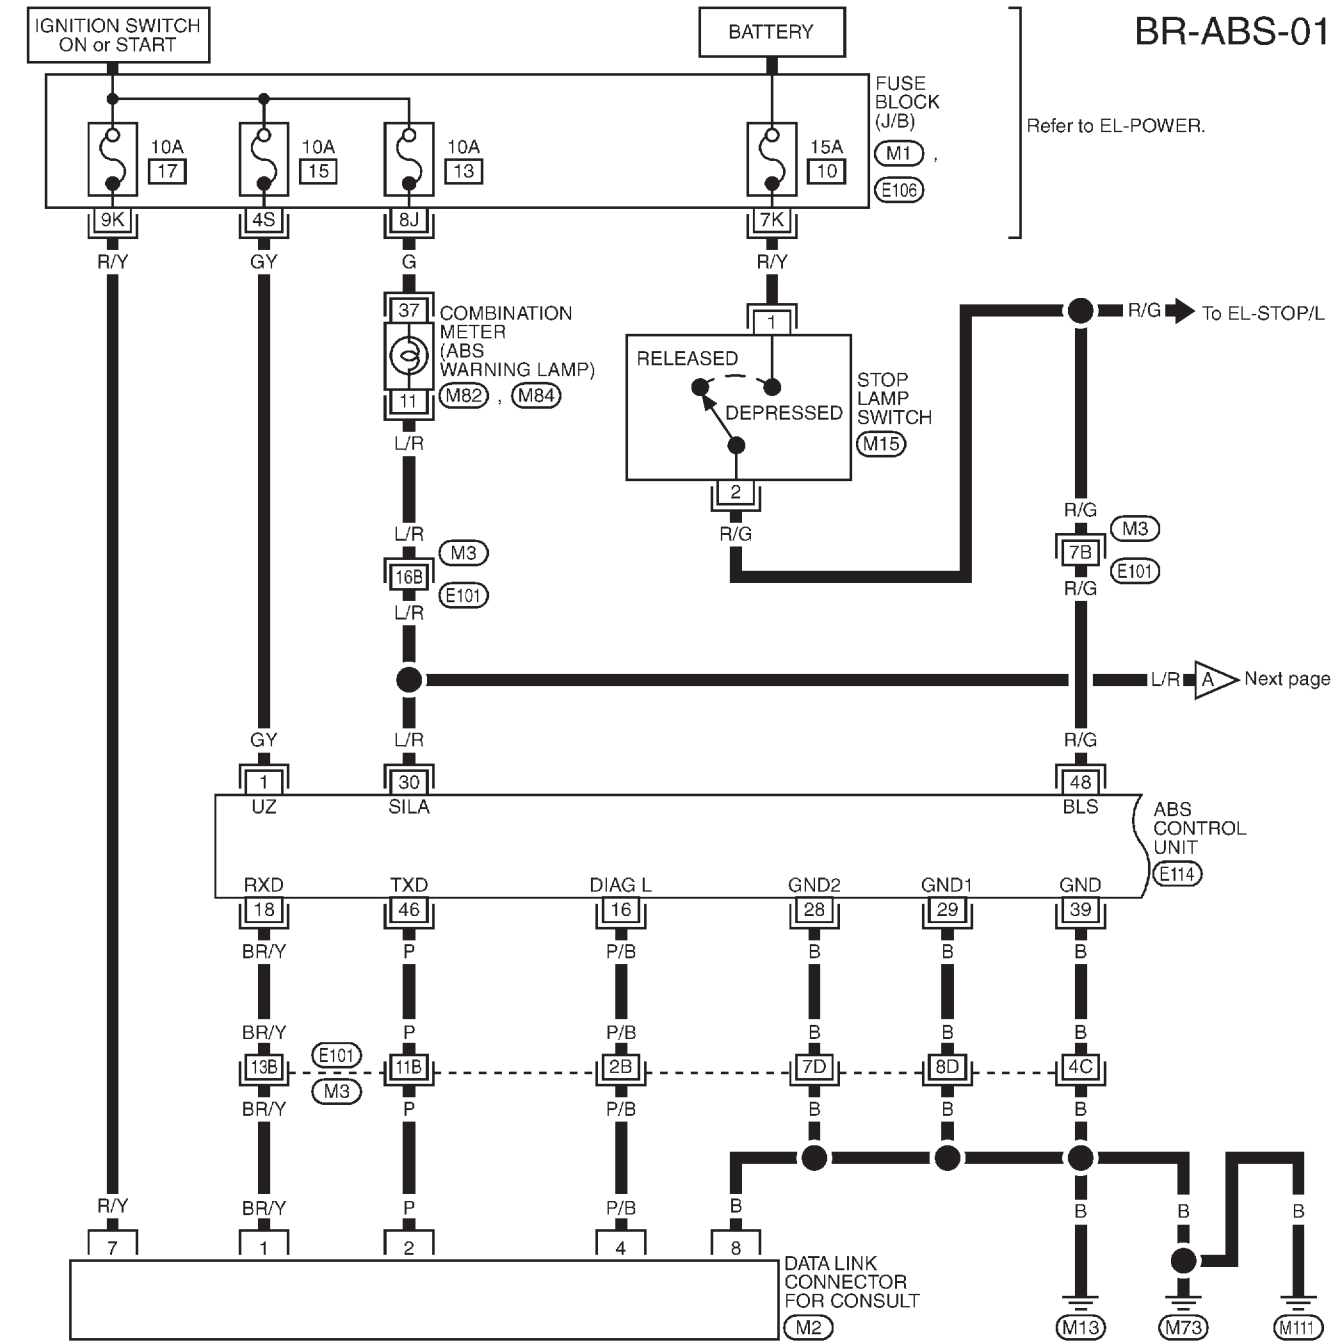 BR-ABS-01
IGNITION SWITCH
ON or START
BATTERY
FUSE
BLOCK
(J/B)
M1 ,
E106
Refer to EL-POWER.
10A
17
10A
15
10A
13
15A
10
9K
4S
8J
7K
R/Y
GY
G
R/Y
37
COMBINATION
METER
(ABS
WARNING LAMP)
M82 , M84
11
L/R
1
RELEASED
DEPRESSED
STOP
LAMP
SWITCH
M15
2
R/G
R/G
To EL-STOP/L
L/R
M3
16B
E101
L/R
R/G
M3
7B
E101
R/G
L/R
A
Next page
GY
L/R
R/G
1
30
48
UZ
SILA
BLS
ABS
CONTROL
UNIT
E114
RXD
TXD
DIAG L
GND2
GND1
GND
18
46
16
28
29
39
BR/Y
P
P/B
B
B
B
BR/Y
P
P/B
B
B
B
13B
E101
M3
11B
2B
7D
8D
4C
BR/Y
P
P/B
B
B
B
R/Y
BR/Y
P
P/B
B
B
B
B
7
1
2
4
8
DATA LINK
CONNECTOR
FOR CONSULT
M2
M13
M73
M111